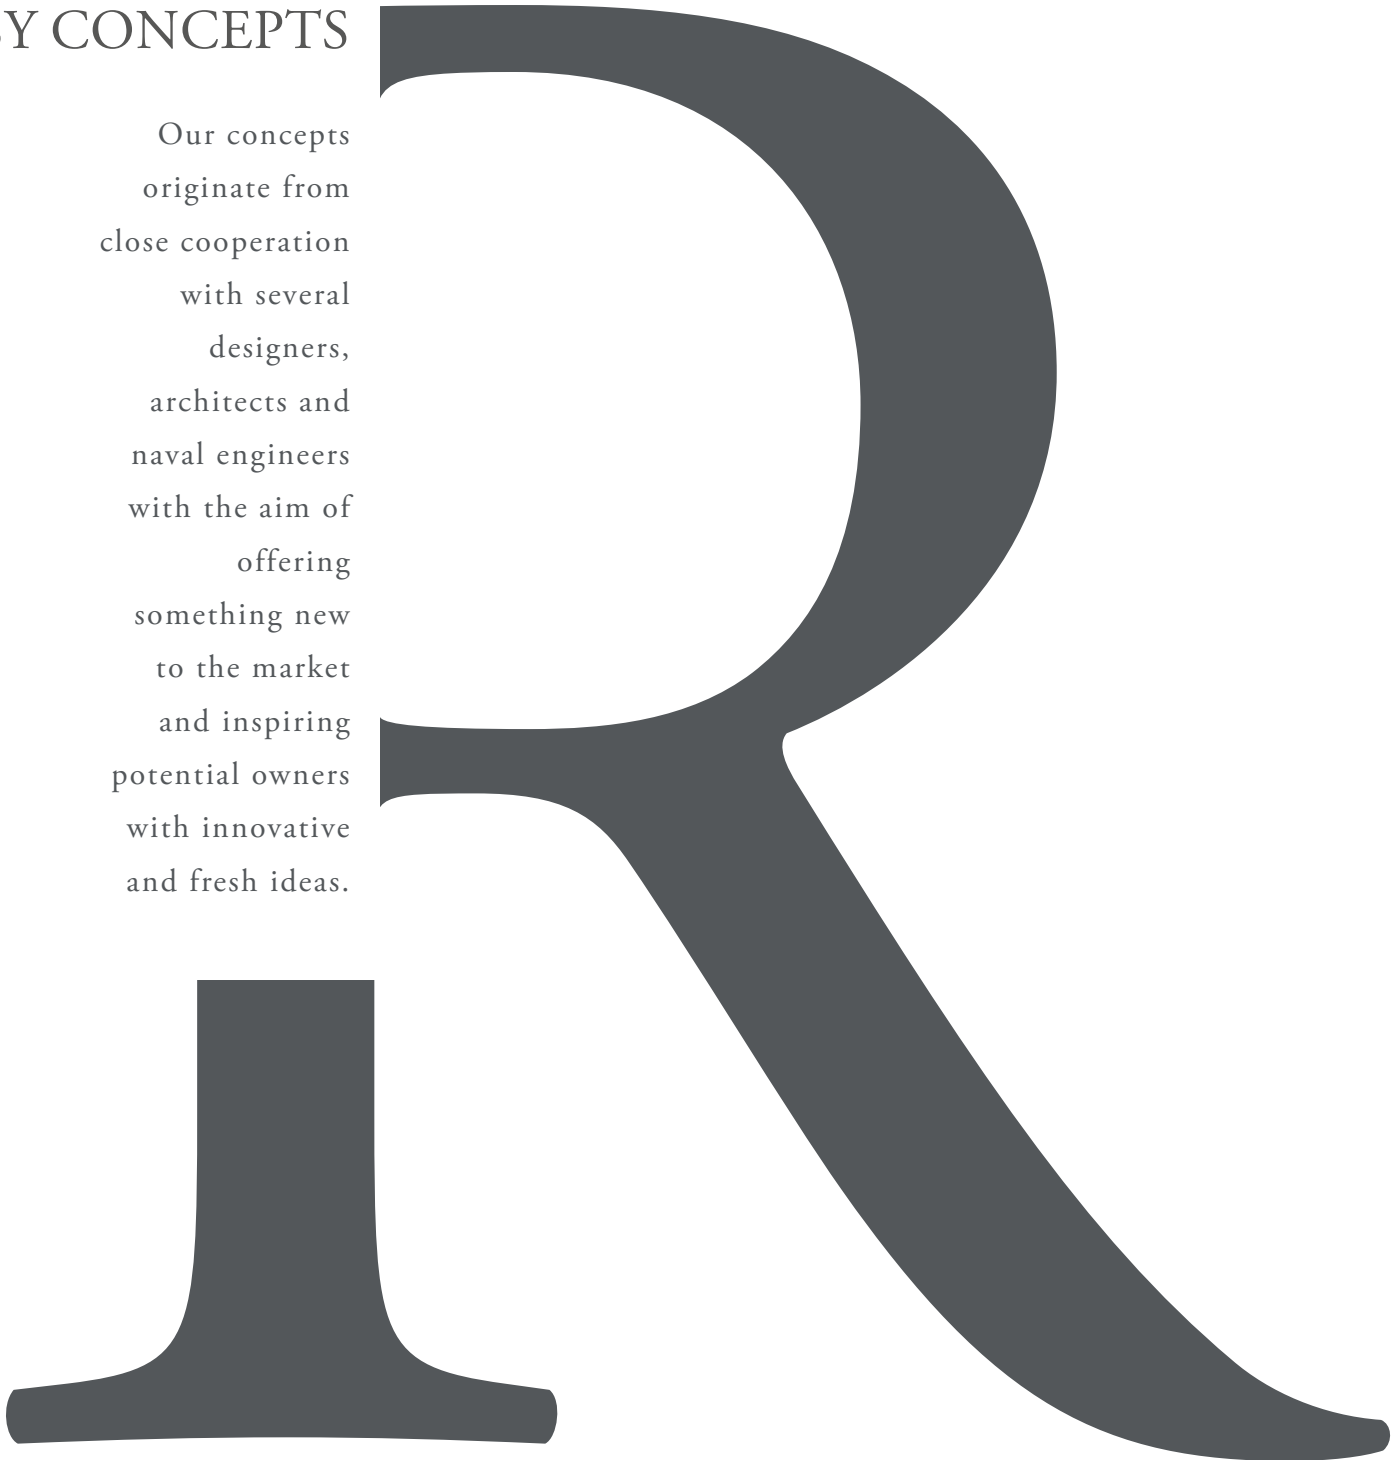 Y CONCEPTS
Our concepts
originate from
close cooperation
with several
designers,
architects and
naval engineers
with the aim of
offering
something new
to the market
and inspiring
potential owners
with innovative
and fresh ideas.
R